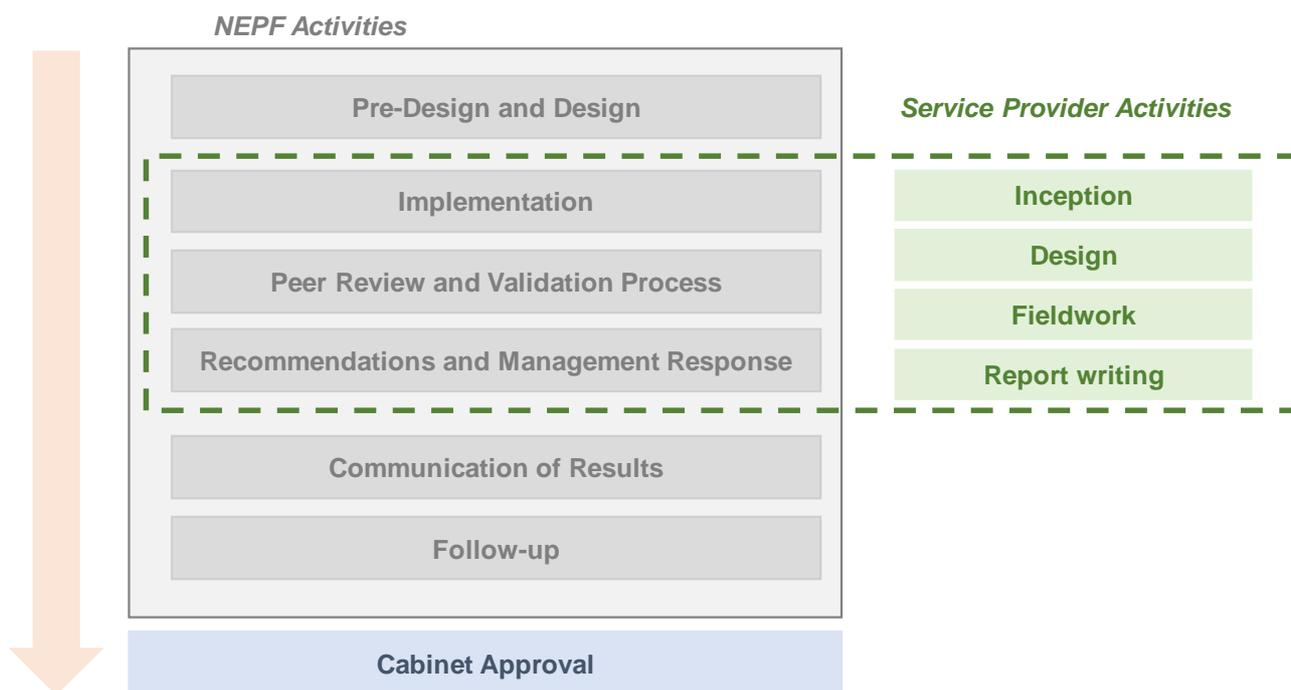 NEPF Activities
Pre-Design and Design
Implementation
Peer Review and Validation Process
Recommendations and Management Response
Communication of Results
Follow-up
Cabinet Approval
Service Provider Activities
Inception
Design
Fieldwork
Report writing